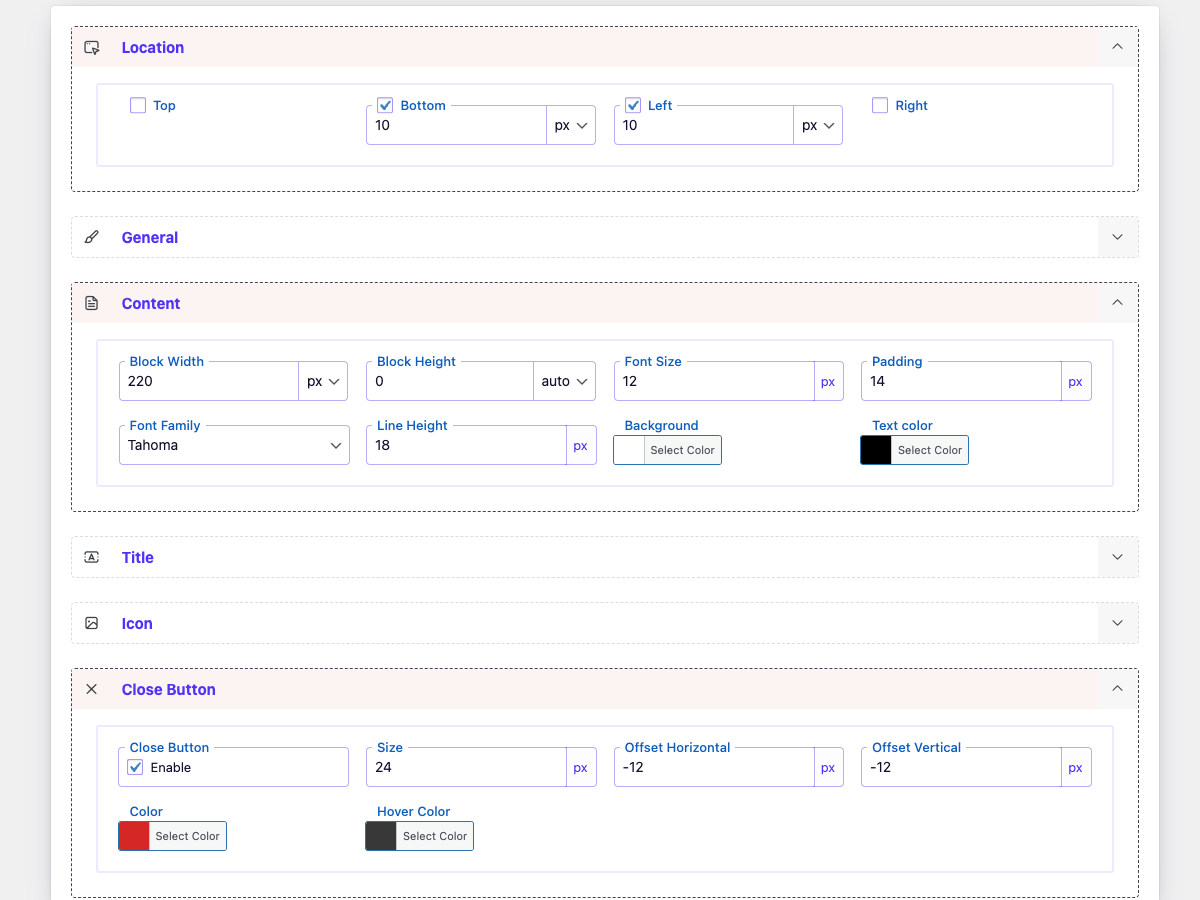 Location
Top
Bottom
10
px
Left
10
px
Right
General
Content
Block Width
220
px
Block Height
0
auto
Font Size
12
px
Padding
14
px
Font Family
Tahoma
Line Height
18
px
Background
Select Color
Text color
Select Color
Title
Icon
Close Button
Close Button
Enable
Size
24
px
Offset Horizontal
-12
px
Offset Vertical
-12
px
Color
Select Color
Hover Color
Select Color